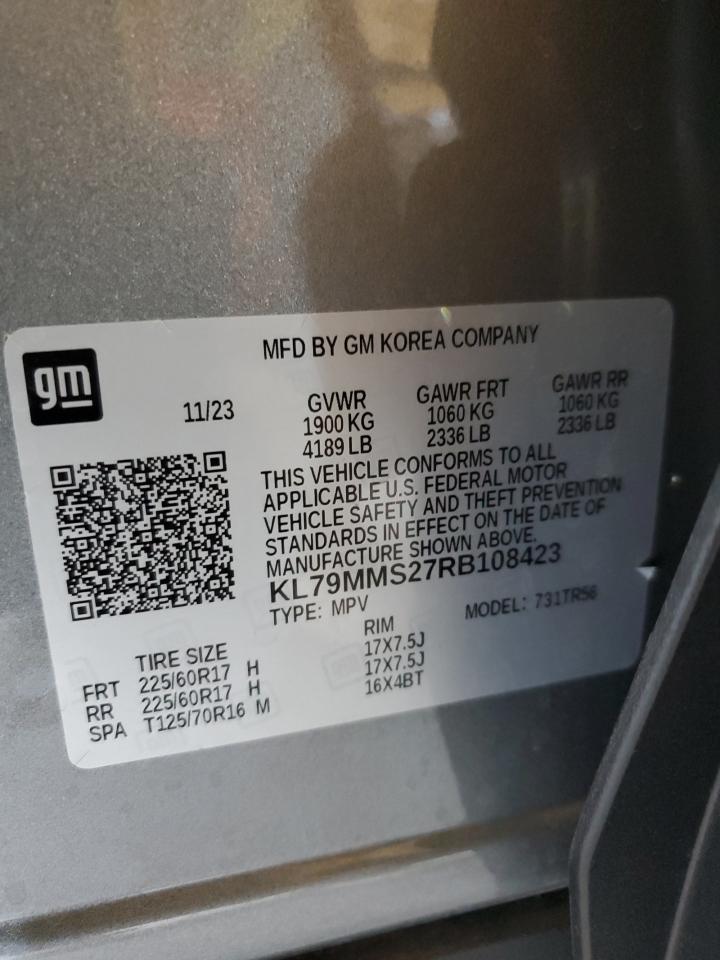 MFD BY GM KOREA COMPANY
gm
11/23
GVWR
1900 KG
4189 LB
GAWR FRT
1060 KG
2336 LB
GAWR RR
1060 KG
2336 LB
THIS VEHICLE CONFORMS TO ALL
APPLICABLE U.S. FEDERAL MOTOR
VEHICLE SAFETY AND THEFT PREVENTION
STANDARDS IN EFFECT ON THE DATE OF
MANUFACTURE SHOWN ABOVE.
KL79MMS27RB108423
TYPE: MPV
MODEL: 731TR56
TIRE SIZE
RIM
FRT 225/60R17 H 17X7.5J
RR 225/60R17 H 17X7.5J
SPA T125/70R16 M 16X4BT